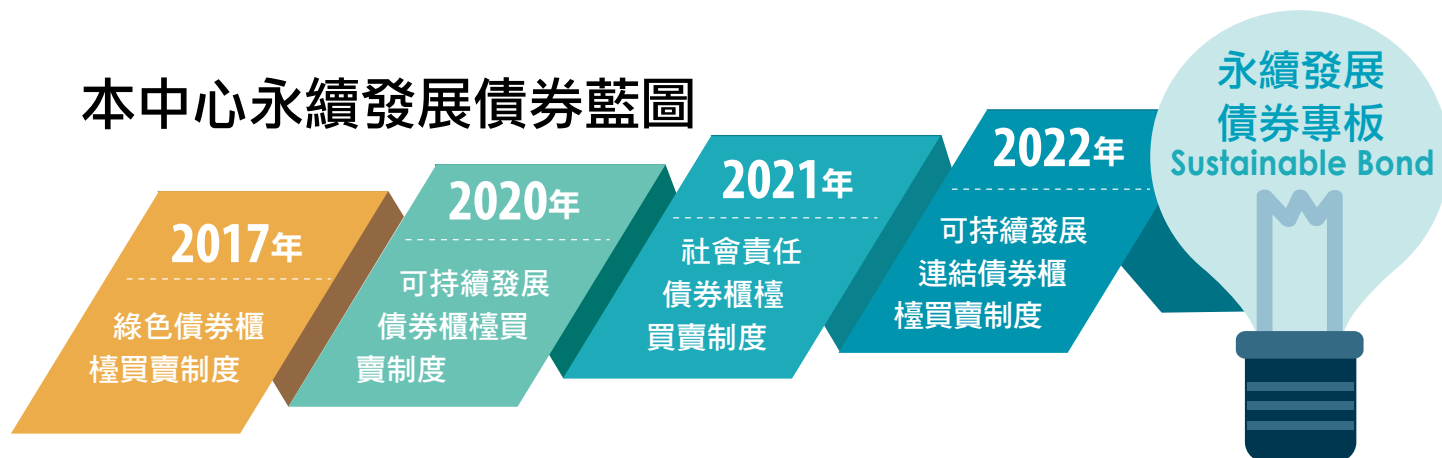 本中心永續發展債券藍圖
2017年
綠色債券櫃
檯買賣制度
2020年
可持續發展
債券櫃檯買
賣制度
2021年
社會責任
債券櫃檯
買賣制度
2022年
可持續發展
連結債券櫃
檯買賣制度
永續發展
債券專板
Sustainable Bond